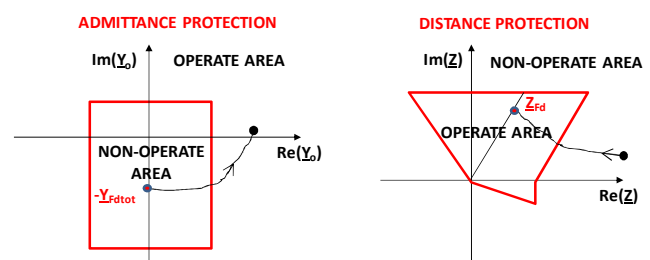 ADMITTANCE PROTECTION
Im(Yo)
OPERATE AREA
NON-OPERATE
AREA
Re(Yo)
-YFdtot
DISTANCE PROTECTION
Im(Z)
NON-OPERATE AREA
ZFd
OPERATE AREA
Re(Z)